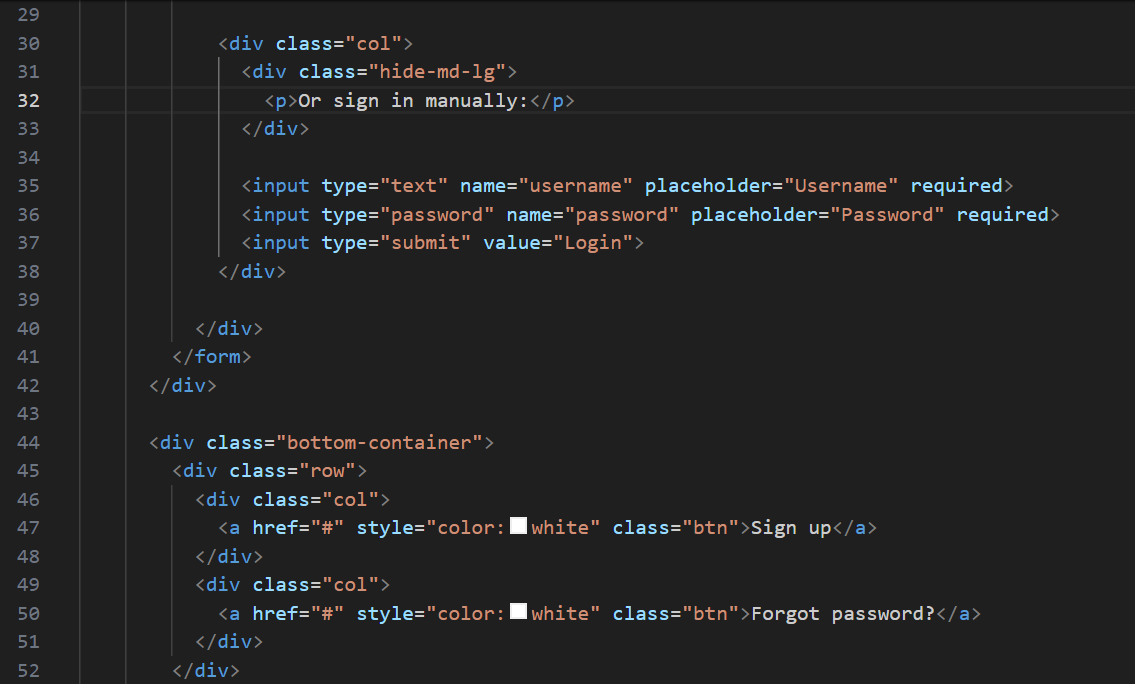 29
30 <div class="col">
31 <div class="hide-md-lg">
32 <p>Or sign in manually:</p>
33 </div>
34
35 <input type="text" name="username" placeholder="Username" required>
36 <input type="password" name="password" placeholder="Password" required>
37 <input type="submit" value="Login">
38 </div>
39
40 </div>
41 </form>
42 </div>
43
44 <div class="bottom-container">
45 <div class="row">
46 <div class="col">
47 <a href="#" style="color:white" class="btn">Sign up</a>
48 </div>
49 <div class="col">
50 <a href="#" style="color:white" class="btn">Forgot password?</a>
51 </div>
52 </div>